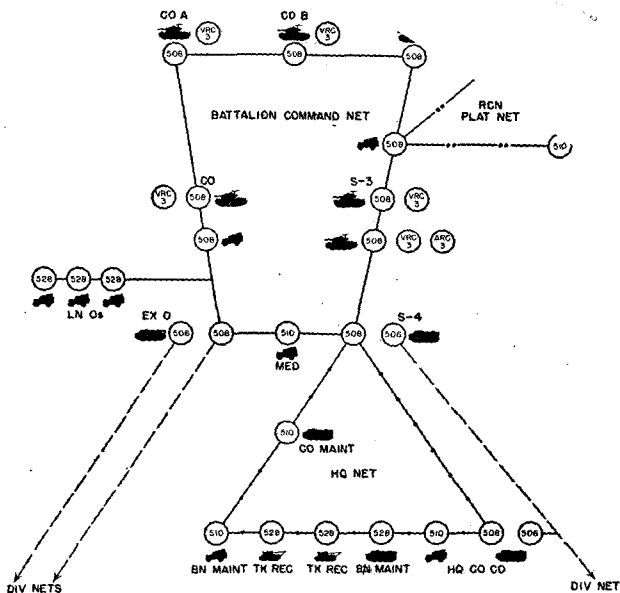 CO A VRC 3 CO B VRC 3
508 508 508
BATTALION COMMAND NET
RCN
PLAT NET
508 510
CO S-3
VRC 3 508 508 VRC 3
508 508 VRC 3 ARC 3
528 528 528
LN Os
EX O S-4
506 508 510 508 506
MED
510
CO MAINT
HQ NET
510 528 528 528 510 508 506
BN MAINT TK REC TK REC BN MAINT HQ CO CO
DIV NETS DIV NET